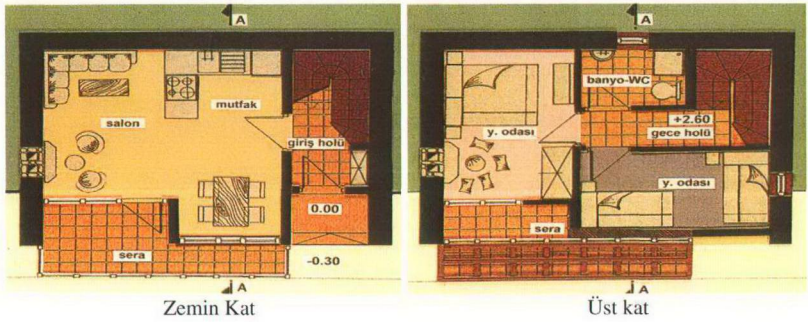 A
mutfak
salon
giriş holü
0.00
sera
-0.30
A
Zemin Kat
A
banyo-WC
+2.60
y. odası
gece holü
y. odası
sera
A
Üst kat